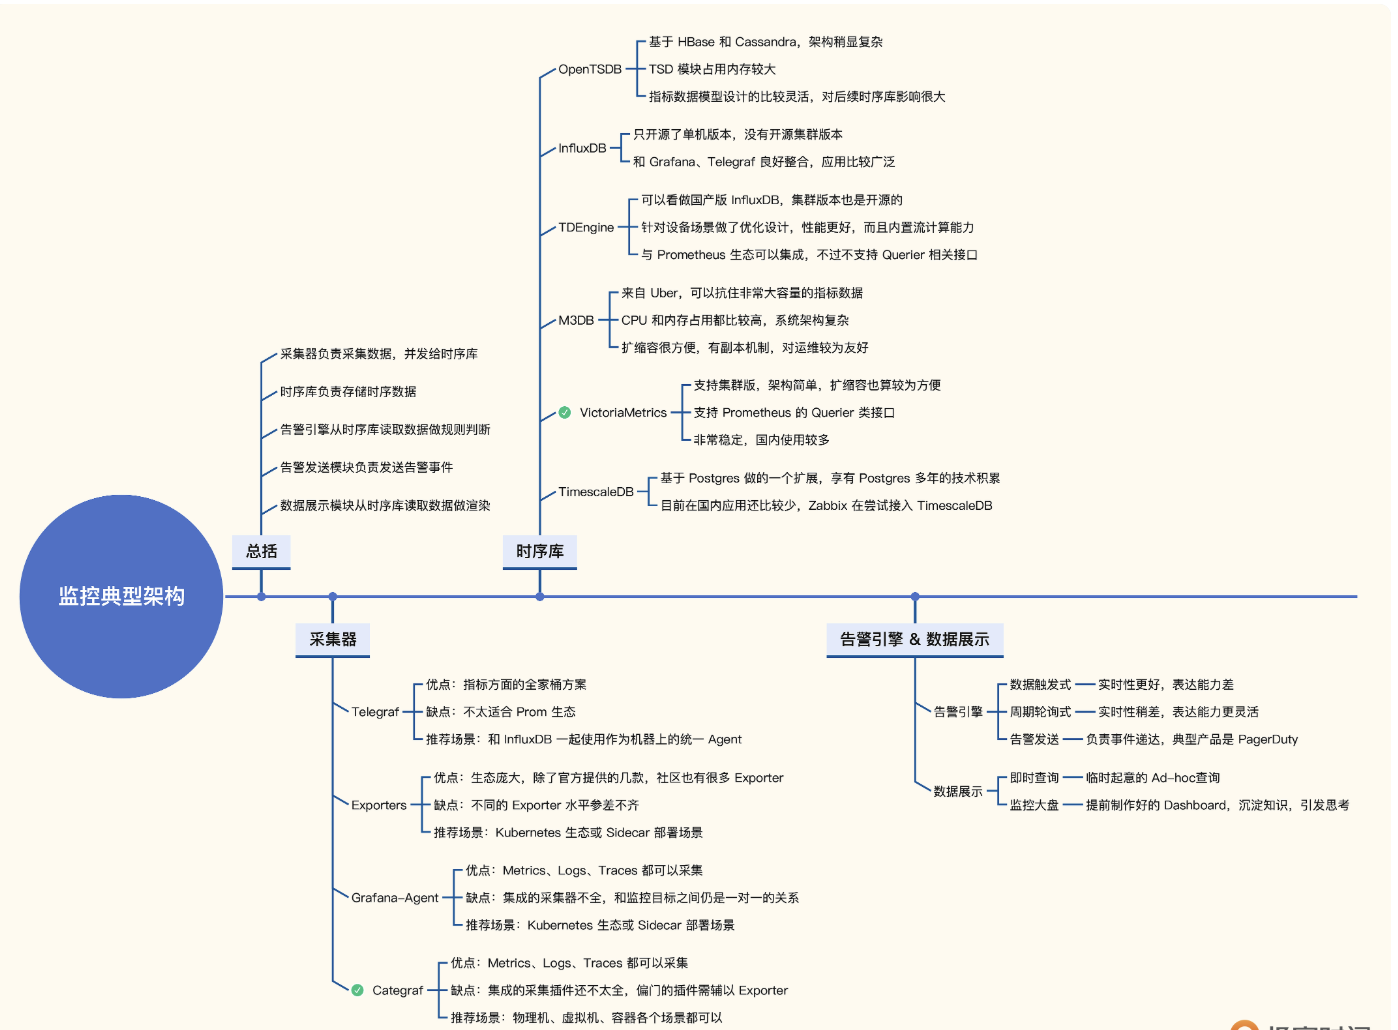 监控典型架构
总括
采集器负责采集数据，并发给时序库
时序库负责存储时序数据
告警引擎从时序库读取数据做规则判断
告警发送模块负责发送告警事件
数据展示模块从时序库读取数据做渲染
采集器
Telegraf
优点：指标方面的全家桶方案
缺点：不太适合 Prom 生态
推荐场景：和 InfluxDB 一起使用作为机器上的统一 Agent
Exporters
优点：生态庞大，除了官方提供的几款，社区也有很多 Exporter
缺点：不同的 Exporter 水平参差不齐
推荐场景：Kubernetes 生态或 Sidecar 部署场景
Grafana-Agent
优点：Metrics、Logs、Traces 都可以采集
缺点：集成的采集器不全，和监控目标之间仍是一对一的关系
推荐场景：Kubernetes 生态或 Sidecar 部署场景
Categraf
优点：Metrics、Logs、Traces 都可以采集
缺点：集成的采集插件还不太全，偏门的插件需辅以 Exporter
推荐场景：物理机、虚拟机、容器各个场景都可以
时序库
OpenTSDB
基于 HBase 和 Cassandra，架构稍显复杂
TSD 模块占用内存较大
指标数据模型设计的比较灵活，对后续时序库影响很大
InfluxDB
只开源了单机版本，没有开源集群版本
和 Grafana、Telegraf 良好整合，应用比较广泛
TDEngine
可以看做国产版 InfluxDB，集群版本也是开源的
针对设备场景做了优化设计，性能更好，而且内置流计算能力
与 Prometheus 生态可以集成，不过不支持 Querier 相关接口
M3DB
来自 Uber，可以抗住非常大容量的指标数据
CPU 和内存占用都比较高，系统架构复杂
扩缩容很方便，有副本机制，对运维较为友好
VictoriaMetrics
支持集群版，架构简单，扩缩容也算较为方便
支持 Prometheus 的 Querier 类接口
非常稳定，国内使用较多
TimescaleDB
基于 Postgres 做的一个扩展，享有 Postgres 多年的技术积累
目前在国内应用还比较少，Zabbix 在尝试接入 TimescaleDB
告警引擎 & 数据展示
告警引擎
数据触发式
实时性更好，表达能力差
周期轮询式
实时性稍差，表达能力更灵活
告警发送
负责事件递达，典型产品是 PagerDuty
数据展示
即时查询
临时起意的 Ad-hoc查询
监控大盘
提前制作好的 Dashboard，沉淀知识，引发思考